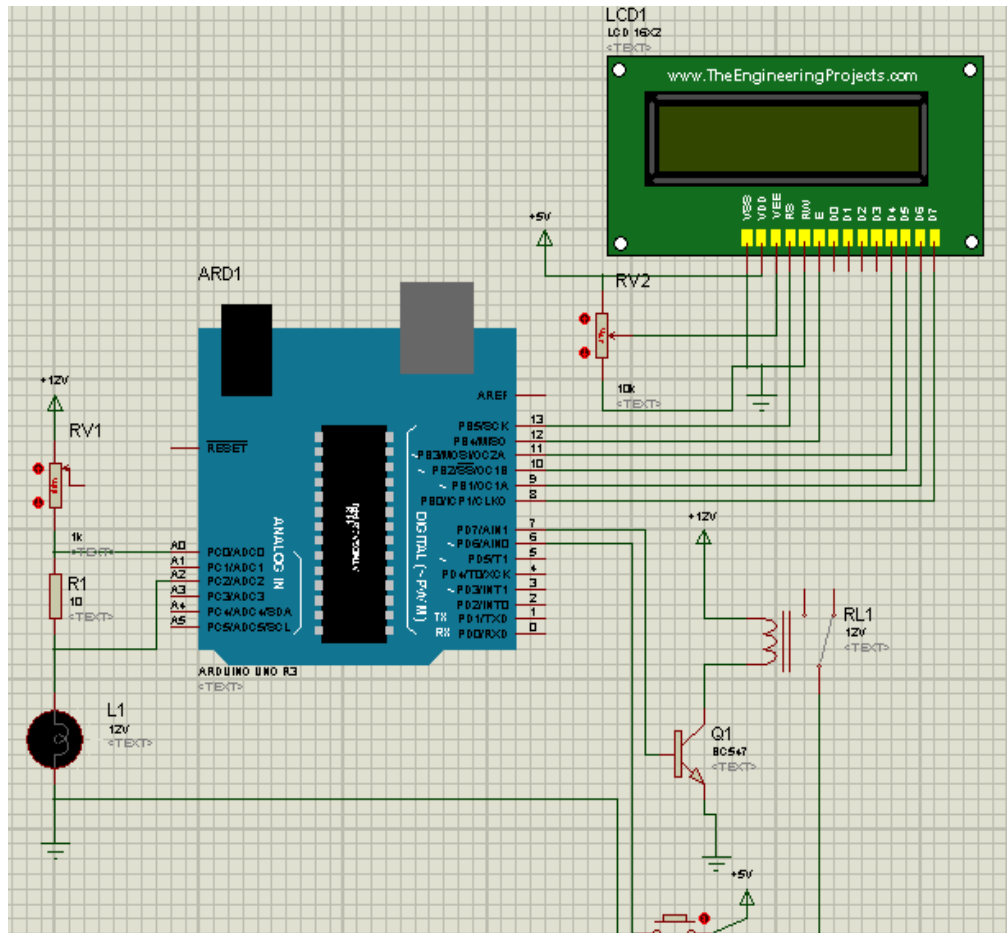 LCD1
LCD 16X2
<TEXT>
www.TheEngineeringProjects.com
VSS
VDD
VEE
RS
RW
E
D0
D1
D2
D3
D4
D5
D6
D7
+5V
RV2
10k
<TEXT>
ARD1
AREF
RESET
13
PB5/SCK
12
PB4/MISO
11
~PB3/MOSI/OC2A
10
~PB2/SS/OC1B
9
~PB1/OC1A
8
PB0/ICP1/CLKO
7
PD7/AIN1
6
~PD6/AIN0
5
~PD5/T1
4
PD4/T0/XCK
3
~PD3/INT1
2
PD2/INT0
1
TX PD1/TXD
0
RX PD0/RXD
DIGITAL (~PWM)
ANALOG IN
A0 PC0/ADC0
A1 PC1/ADC1
A2 PC2/ADC2
A3 PC3/ADC3
A4 PC4/ADC4/SDA
A5 PC5/ADC5/SCL
ARDUINO UNO R3
<TEXT>
+12V
RV1
1k
<TEXT>
R1
10
<TEXT>
L1
12V
<TEXT>
+12V
RL1
12V
<TEXT>
Q1
BC547
<TEXT>
+5V